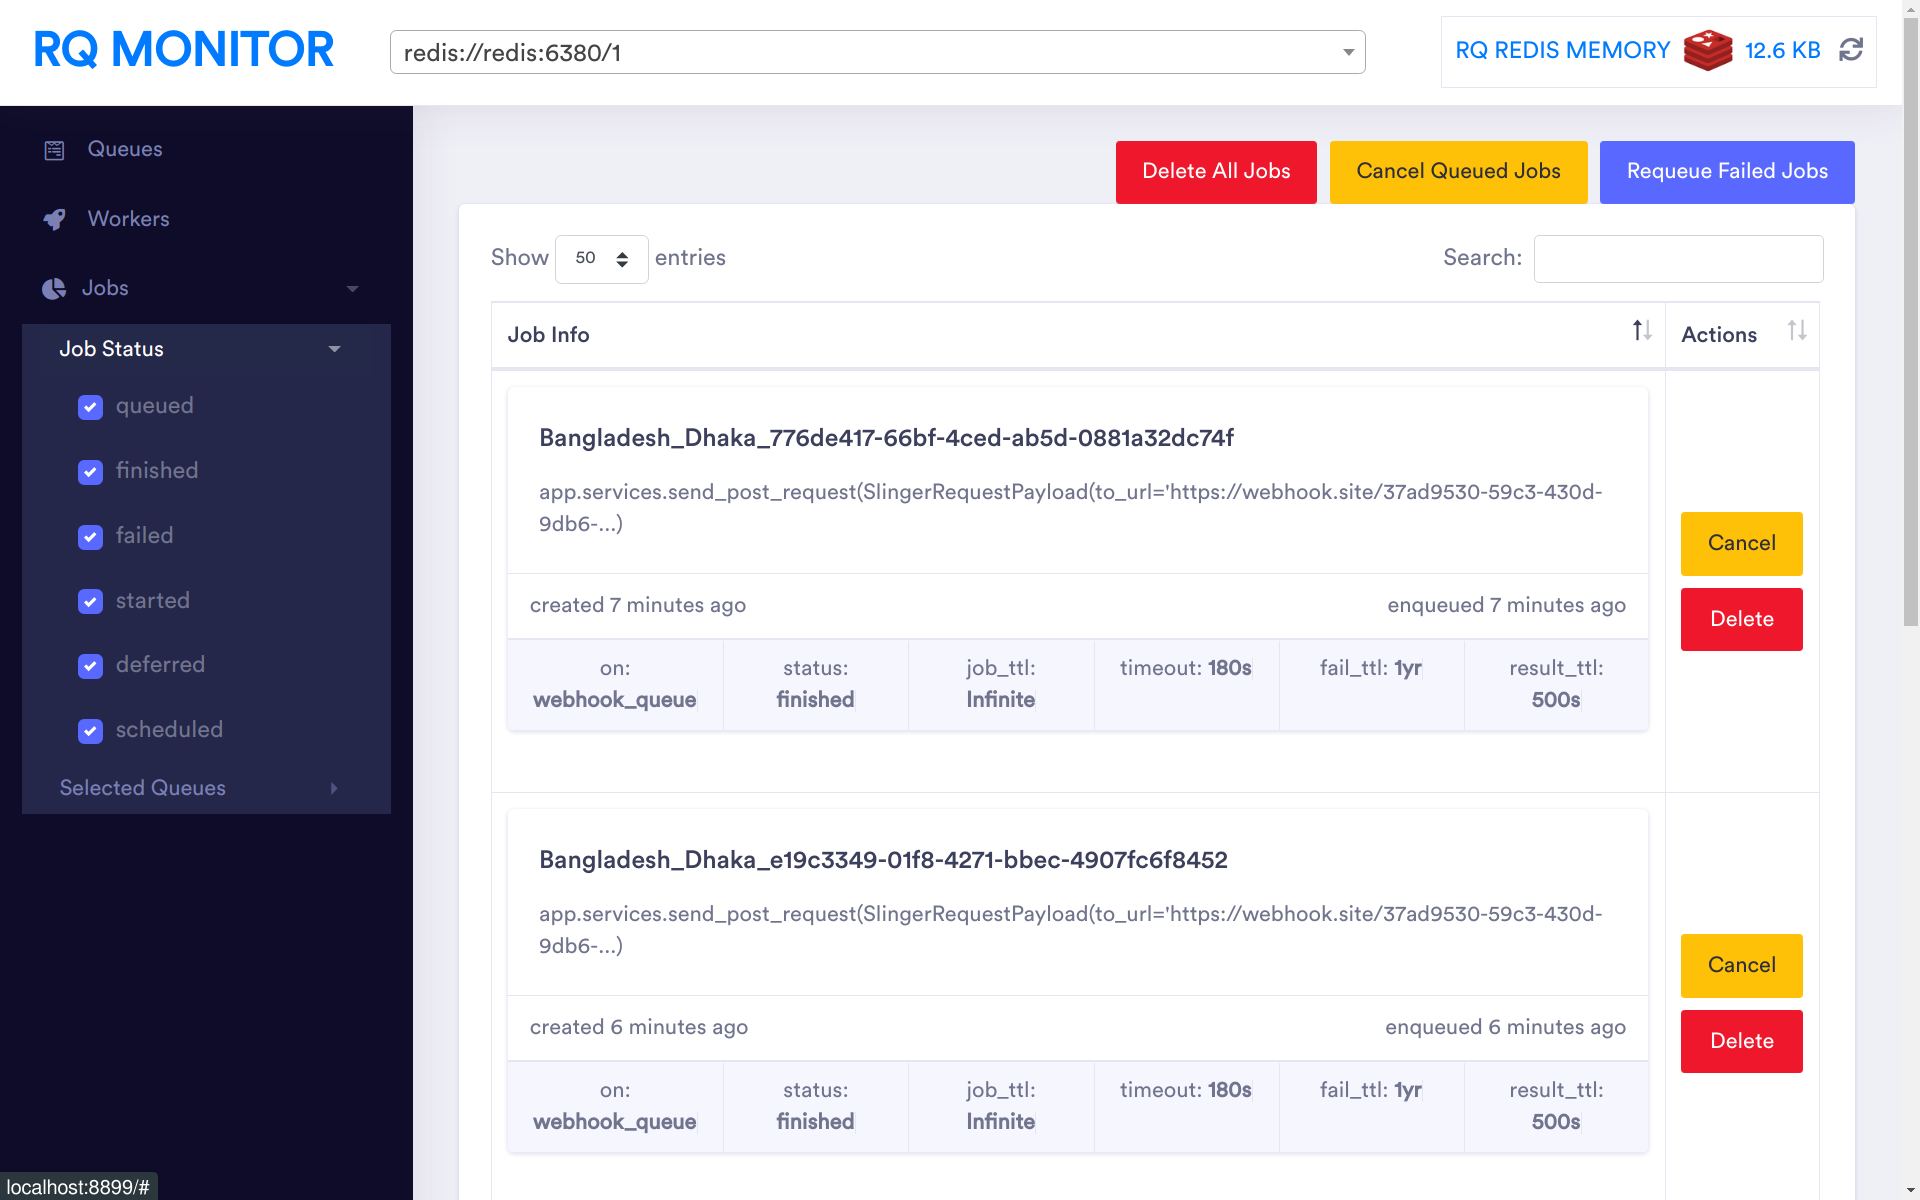 RQ MONITOR
redis://redis:6380/1
RQ REDIS MEMORY 12.6 KB
Queues
Workers
Jobs
Job Status
queued
finished
failed
started
deferred
scheduled
Selected Queues
Delete All Jobs
Cancel Queued Jobs
Requeue Failed Jobs
Show 50 entries
Search:
Job Info
Actions
Bangladesh_Dhaka_776de417-66bf-4ced-ab5d-0881a32dc74f
app.services.send_post_request(SlingerRequestPayload(to_url='https://webhook.site/37ad9530-59c3-430d-
9db6-...)
created 7 minutes ago
enqueued 7 minutes ago
on:
webhook_queue
status:
finished
job_ttl:
Infinite
timeout: 180s
fail_ttl: 1yr
result_ttl:
500s
Cancel
Delete
Bangladesh_Dhaka_e19c3349-01f8-4271-bbec-4907fc6f8452
app.services.send_post_request(SlingerRequestPayload(to_url='https://webhook.site/37ad9530-59c3-430d-
9db6-...)
created 6 minutes ago
enqueued 6 minutes ago
on:
webhook_queue
status:
finished
job_ttl:
Infinite
timeout: 180s
fail_ttl: 1yr
result_ttl:
500s
Cancel
Delete
localhost:8899/#